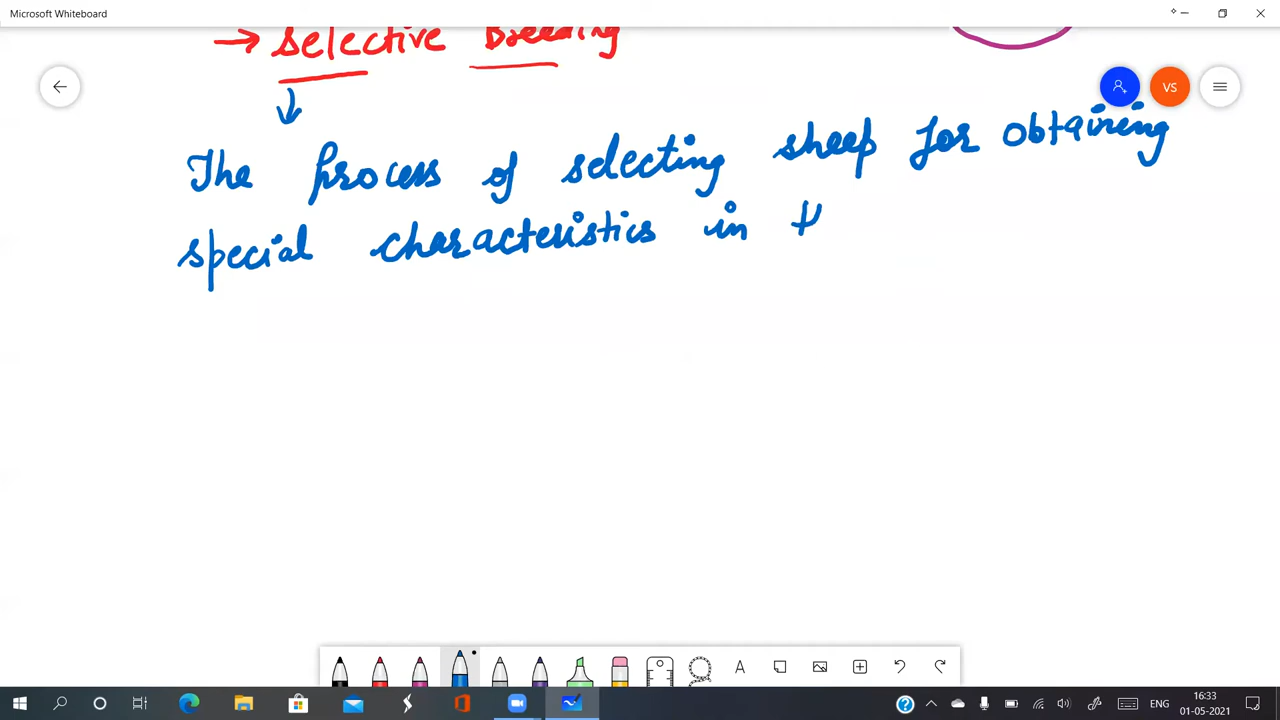 Microsoft Whiteboard
→ Selective Breeding
VS
The process of selecting sheep for obtaining
special characteristics in
A
ENG
16:33
01-05-2021